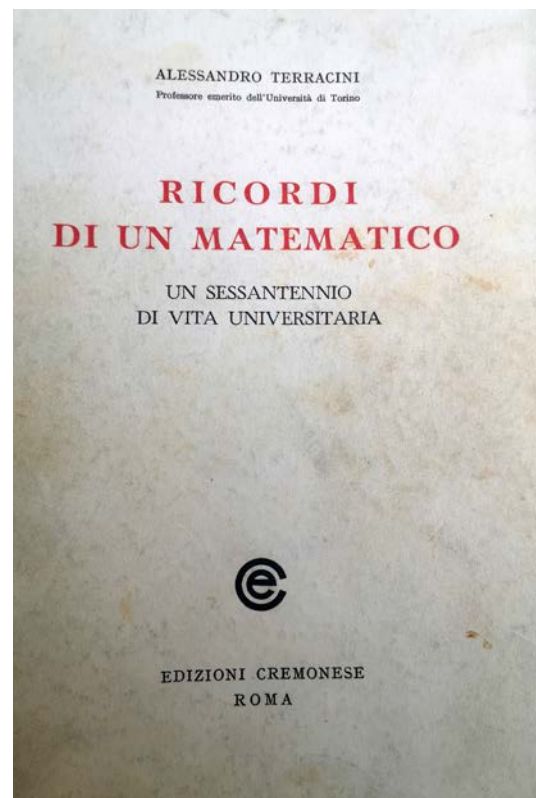 ALESSANDRO TERRACINI
Professore emerito dell'Università di Torino
RICORDI
DI UN MATEMATICO
UN SESSANTENNIO
DI VITA UNIVERSITARIA
ce
EDIZIONI CREMONESE
ROMA